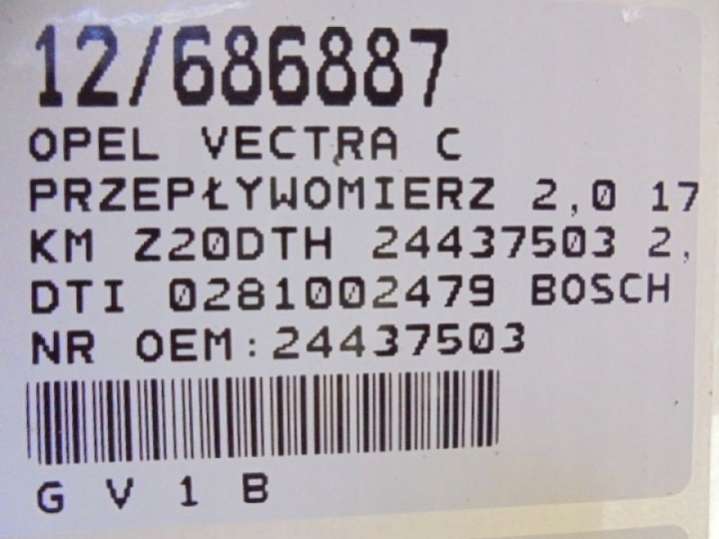 12/686887
OPEL VECTRA C
PRZEPŁYWOMIERZ 2,0 17
KM Z20DTH 24437503 2,
DTI 0281002479 BOSCH
NR OEM:24437503
G V 1 B